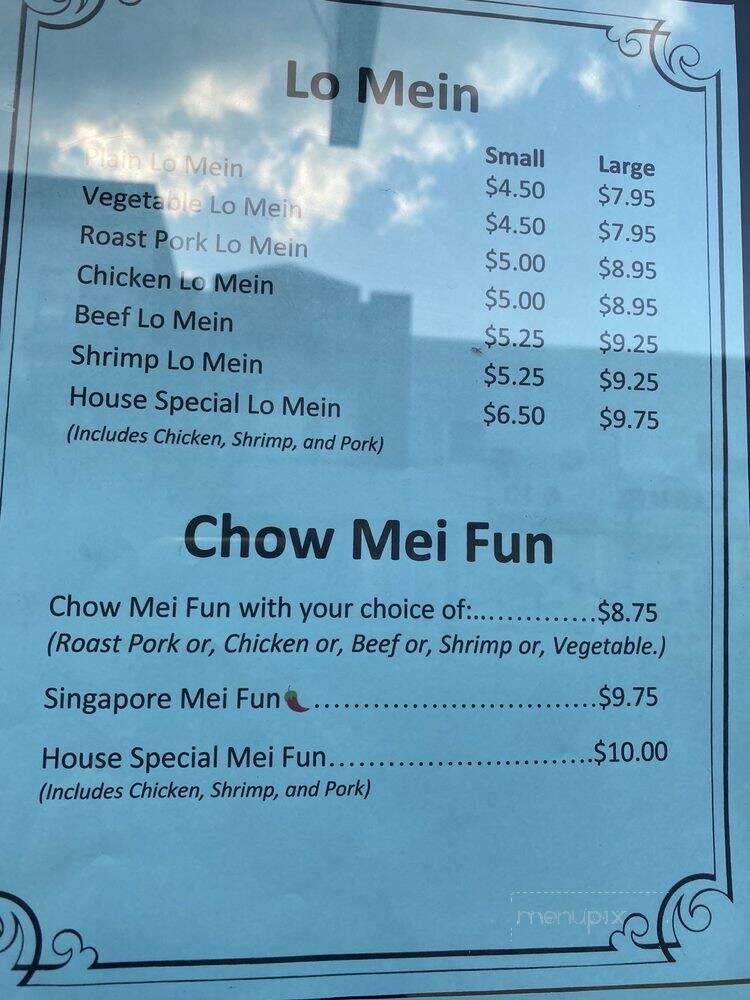 Lo Mein
Small Large
Plain Lo Mein $4.50 $7.95
Vegetable Lo Mein $4.50 $7.95
Roast Pork Lo Mein $5.00 $8.95
Chicken Lo Mein $5.00 $8.95
Beef Lo Mein $5.25 $9.25
Shrimp Lo Mein $5.25 $9.25
House Special Lo Mein $6.50 $9.75
(Includes Chicken, Shrimp, and Pork)
Chow Mei Fun
Chow Mei Fun with your choice of:..............$8.75
(Roast Pork or, Chicken or, Beef or, Shrimp or, Vegetable.)
Singapore Mei Fun🌶.............................$9.75
House Special Mei Fun...........................$10.00
(Includes Chicken, Shrimp, and Pork)
menupix